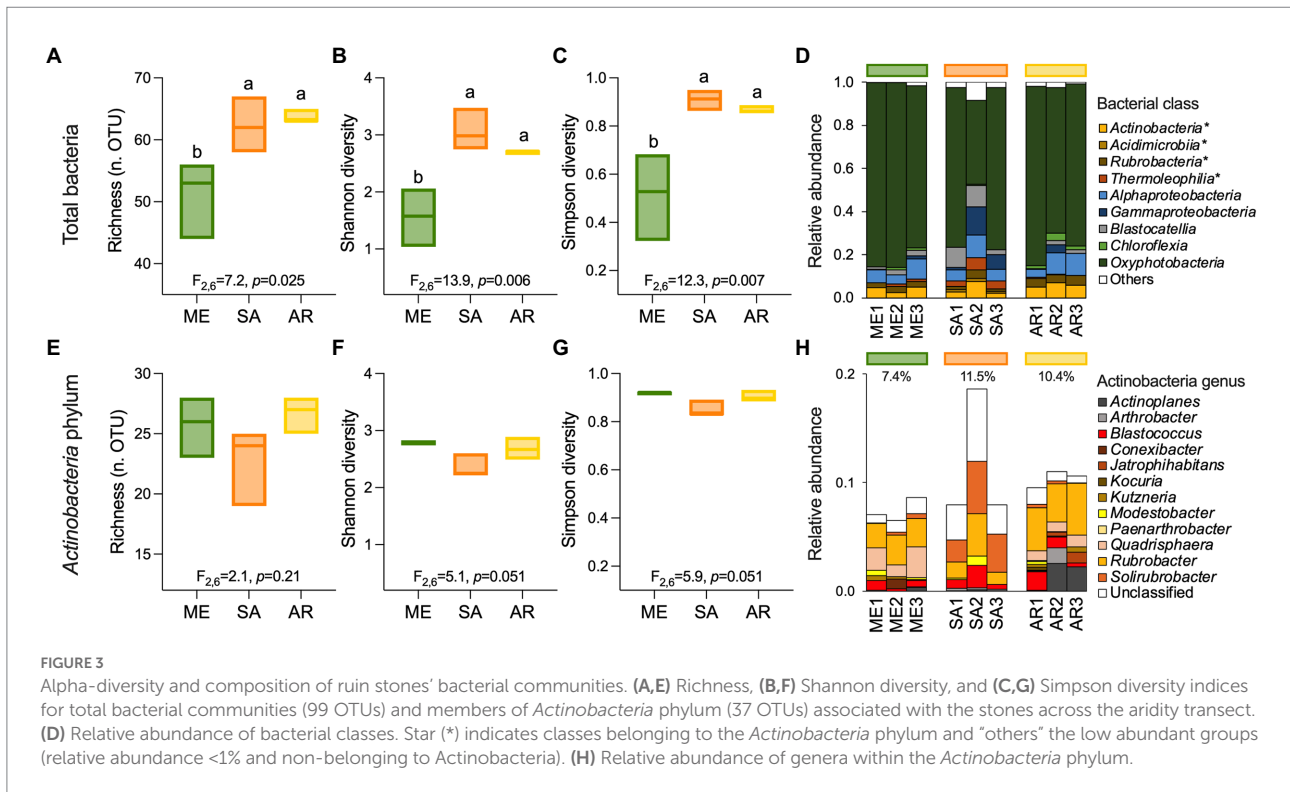 A
B
C
D
Total bacteria
Richness (n. OTU)
70
60
50
40
b
a
a
F2,6=7.2, p=0.025
ME
SA
AR
Shannon diversity
4
3
2
1
b
a
a
F2,6=13.9, p=0.006
ME
SA
AR
Simpson diversity
1.0
0.8
0.6
0.4
0.2
b
a
a
F2,6=12.3, p=0.007
ME
SA
AR
Relative abundance
1.0
0.8
0.6
0.4
0.2
0.0
ME1
ME2
ME3
SA1
SA2
SA3
AR1
AR2
AR3
Bacterial class
Actinobacteria*
Acidimicrobiia*
Rubrobacteria*
Thermoleophilia*
Alphaproteobacteria
Gammaproteobacteria
Blastocatellia
Chloroflexia
Oxyphotobacteria
Others
E
F
G
H
Actinobacteria phylum
Richness (n. OTU)
30
25
20
15
F2,6=2.1, p=0.21
ME
SA
AR
Shannon diversity
4
3
2
1
F2,6=5.1, p=0.051
ME
SA
AR
Simpson diversity
1.0
0.8
0.6
0.4
0.2
F2,6=5.9, p=0.051
ME
SA
AR
Relative abundance
0.2
0.1
0.0
7.4%
11.5%
10.4%
ME1
ME2
ME3
SA1
SA2
SA3
AR1
AR2
AR3
Actinobacteria genus
Actinoplanes
Arthrobacter
Blastococcus
Conexibacter
Jatrophihabitans
Kocuria
Kutzneria
Modestobacter
Paenarthrobacter
Quadrisphaera
Rubrobacter
Solirubrobacter
Unclassified
FIGURE 3
Alpha-diversity and composition of ruin stones' bacterial communities. (A,E) Richness, (B,F) Shannon diversity, and (C,G) Simpson diversity indices
for total bacterial communities (99 OTUs) and members of Actinobacteria phylum (37 OTUs) associated with the stones across the aridity transect.
(D) Relative abundance of bacterial classes. Star (*) indicates classes belonging to the Actinobacteria phylum and "others" the low abundant groups
(relative abundance <1% and non-belonging to Actinobacteria). (H) Relative abundance of genera within the Actinobacteria phylum.